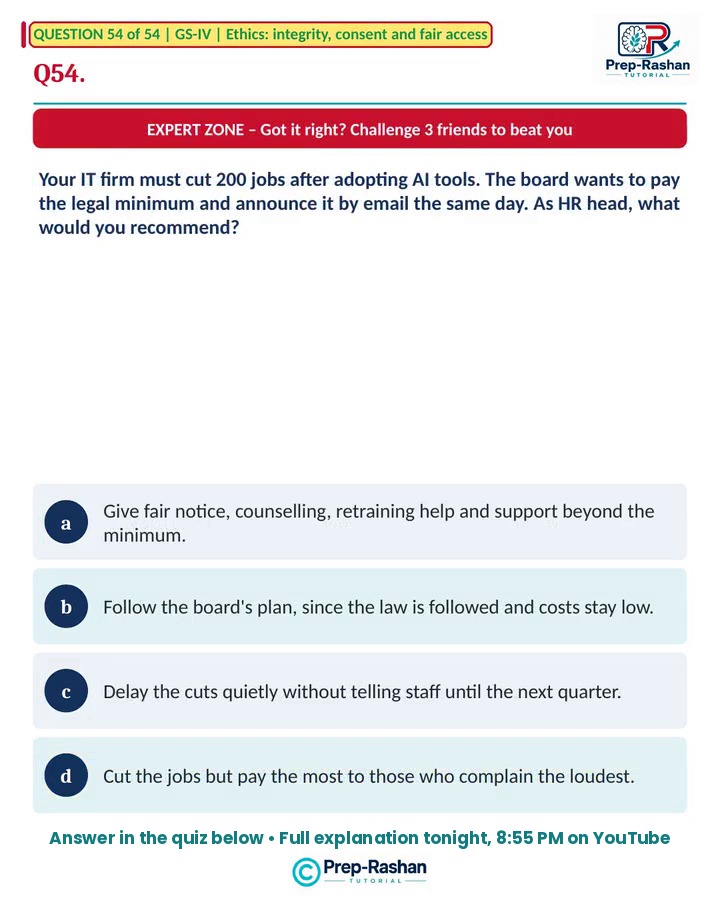 QUESTION 54 of 54 | GS-IV | Ethics: integrity, consent and fair access
Prep-Rashan
TUTORIAL
Q54.
EXPERT ZONE – Got it right? Challenge 3 friends to beat you
Your IT firm must cut 200 jobs after adopting AI tools. The board wants to pay
the legal minimum and announce it by email the same day. As HR head, what
would you recommend?
a
Give fair notice, counselling, retraining help and support beyond the
minimum.
b
Follow the board's plan, since the law is followed and costs stay low.
c
Delay the cuts quietly without telling staff until the next quarter.
d
Cut the jobs but pay the most to those who complain the loudest.
Answer in the quiz below • Full explanation tonight, 8:55 PM on YouTube
© Prep-Rashan
TUTORIAL